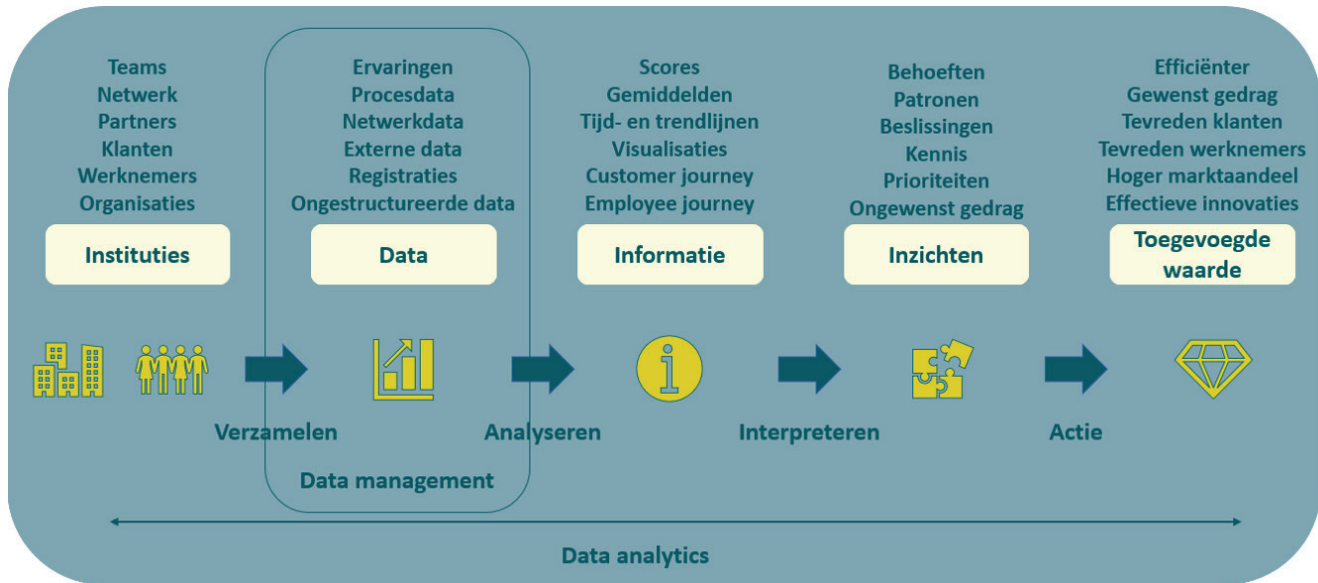 Teams
Netwerk
Partners
Klanten
Werknemers
Organisaties
Instituties
Ervaringen
Procesdata
Netwerkdata
Externe data
Registraties
Ongestructureerde data
Data
Scores
Gemiddelden
Tijd- en trendlijnen
Visualisaties
Customer journey
Employee journey
Informatie
Behoeften
Patronen
Beslissingen
Kennis
Prioriteiten
Ongewenst gedrag
Inzichten
Efficiënter
Gewenst gedrag
Tevreden klanten
Tevreden werknemers
Hoger marktaandeel
Effectieve innovaties
Toegevoegde
waarde
Verzamelen
Analyseren
Interpreteren
Actie
Data management
Data analytics